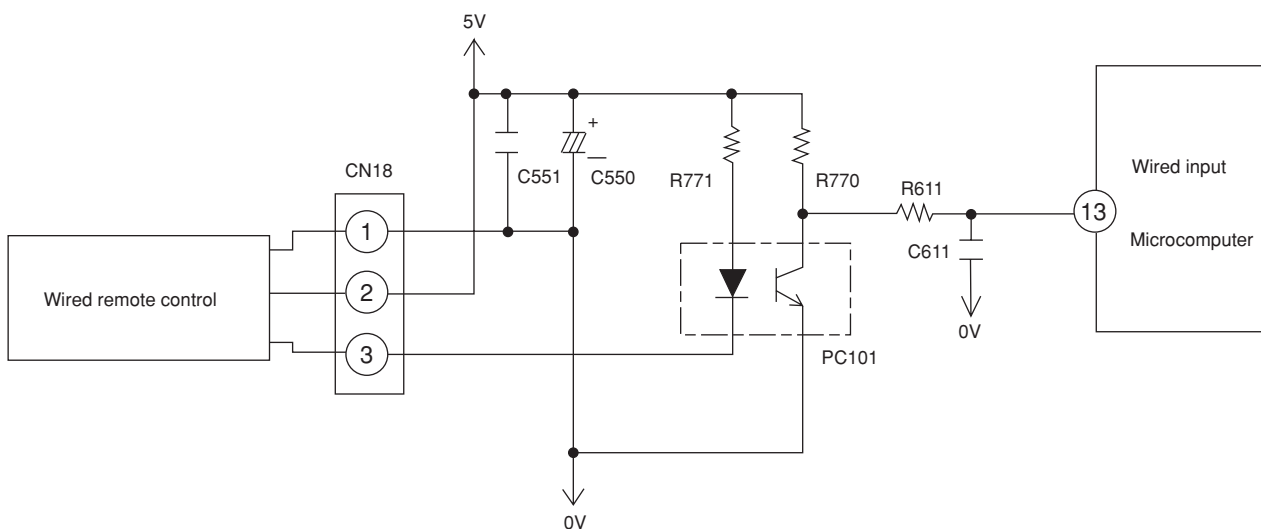 5V
+
—
CN18
C551
C550
R771
R770
R611
Wired input
13
Microcomputer
1
C611
Wired remote control
2
0V
3
PC101
0V